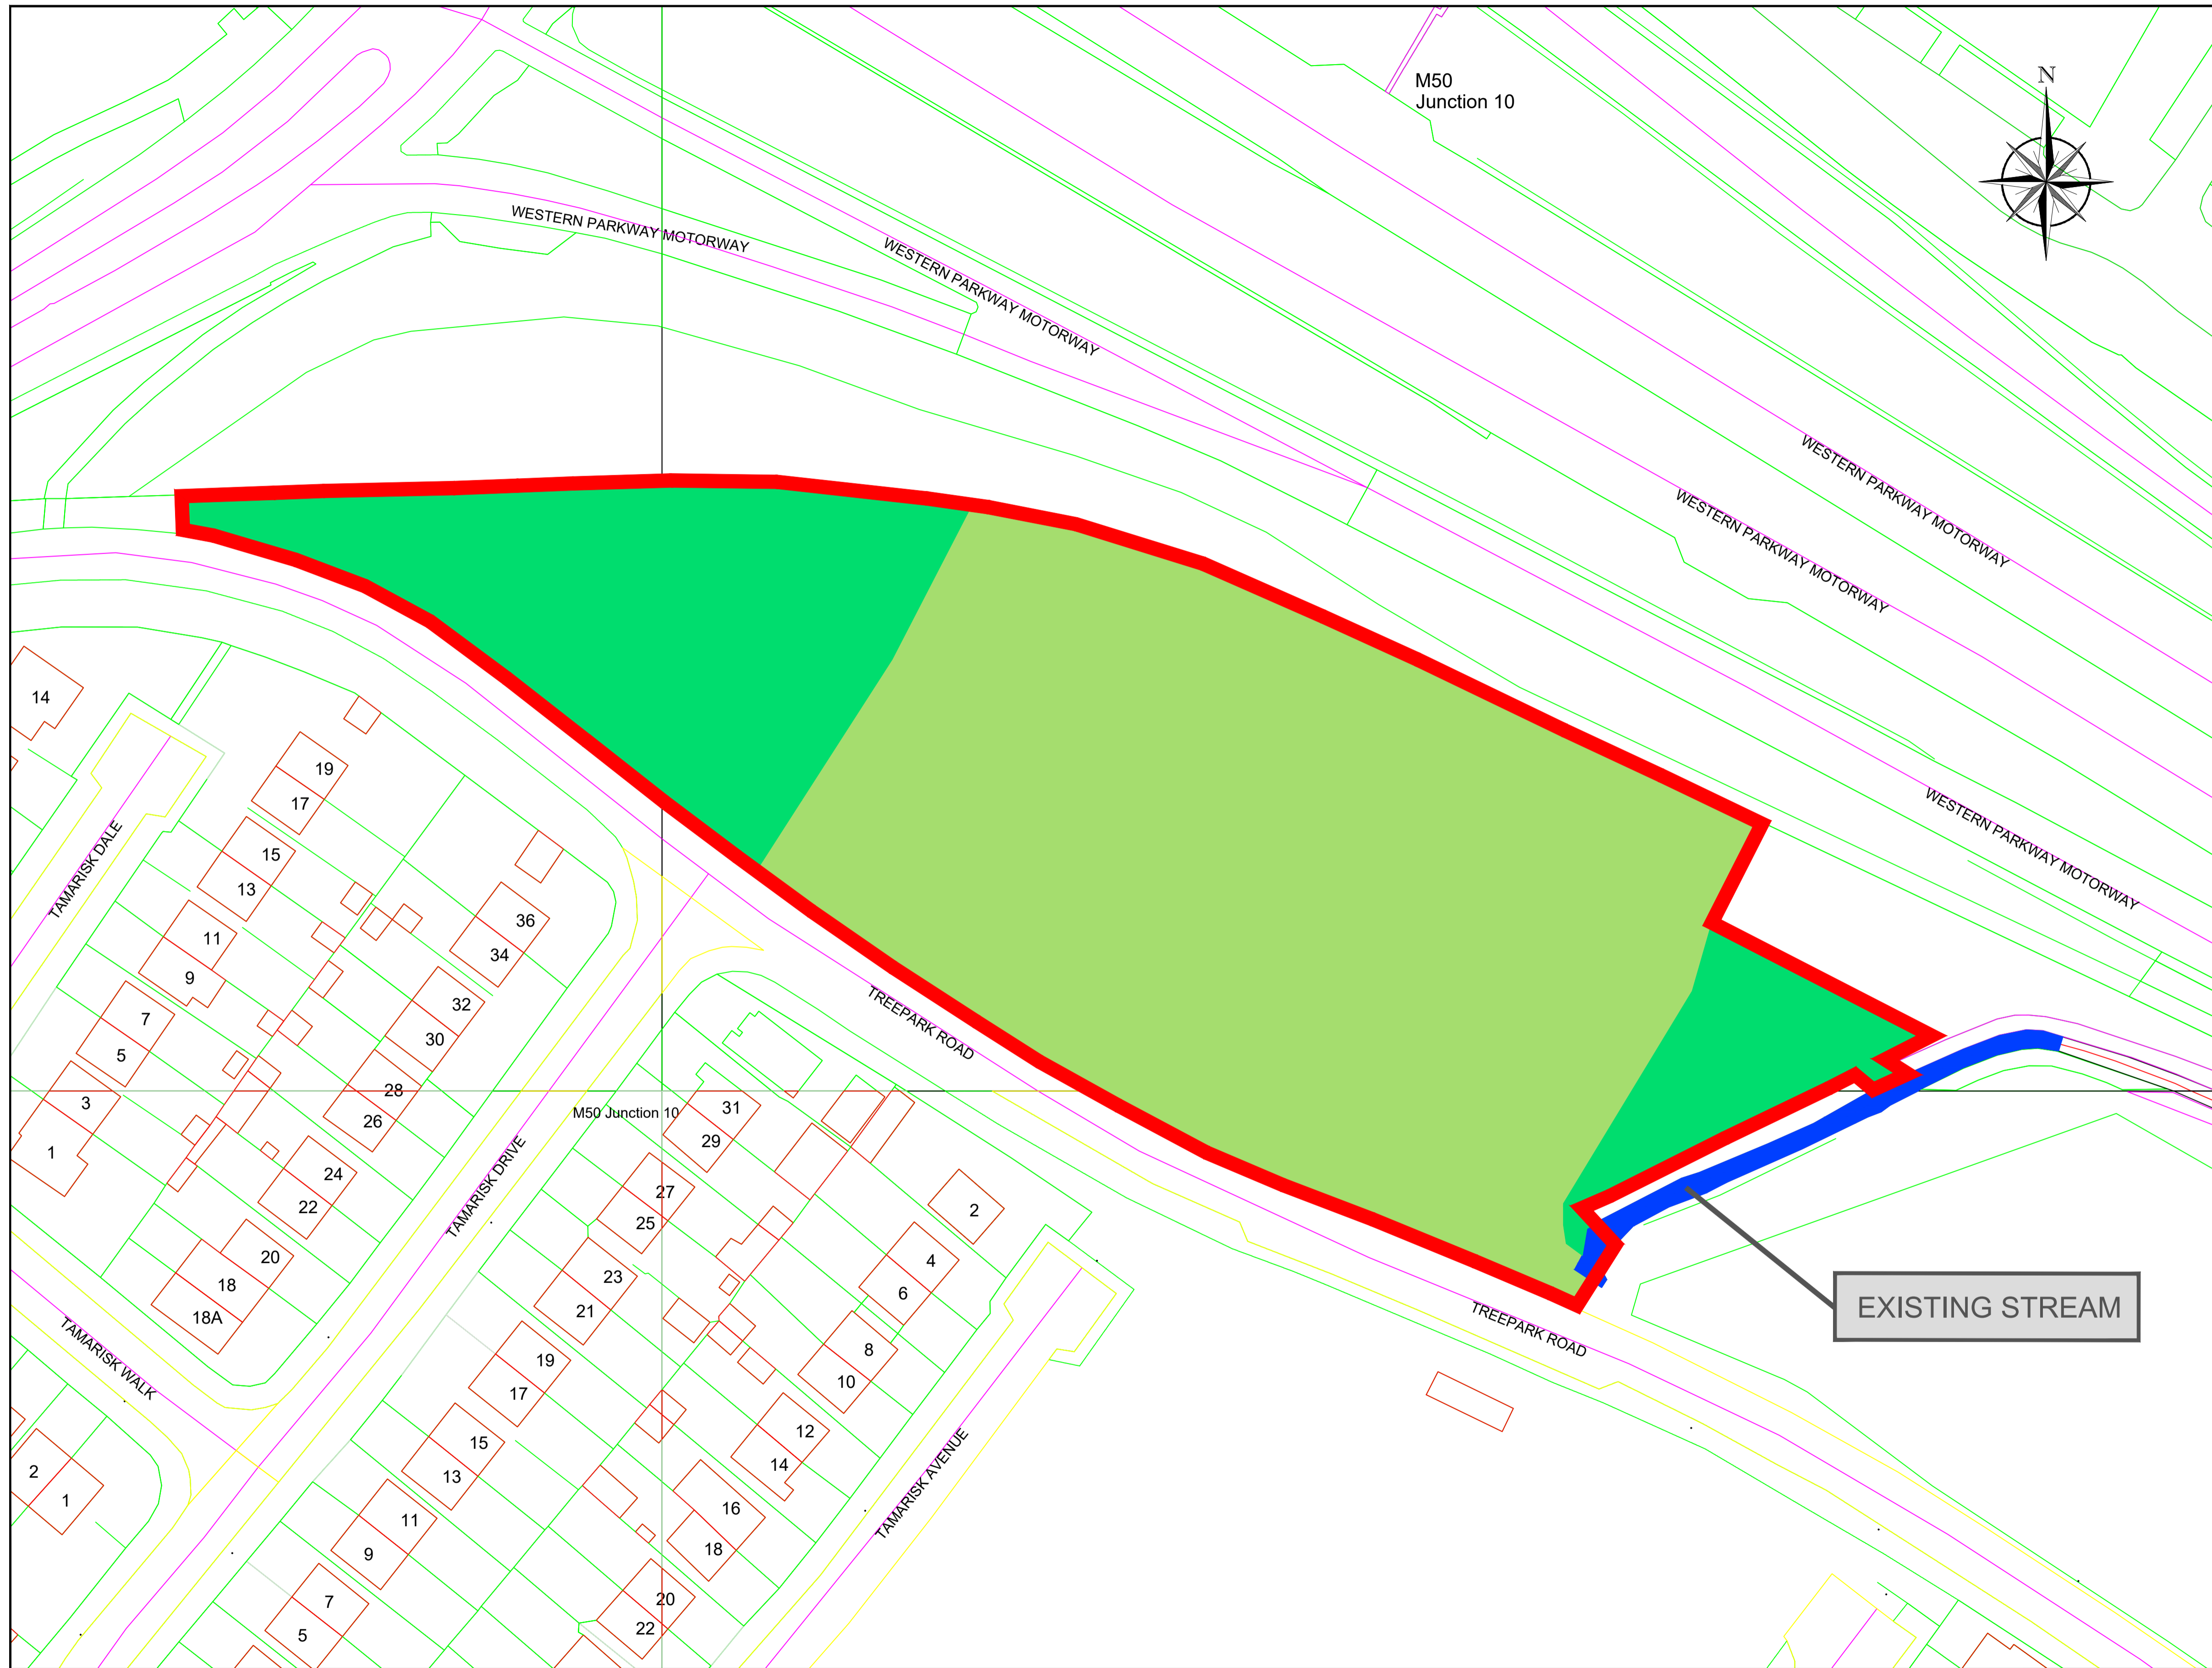 M50
Junction 10
N
WESTERN PARKWAY MOTORWAY
WESTERN PARKWAY MOTORWAY
WESTERN PARKWAY MOTORWAY
WESTERN PARKWAY MOTORWAY
WESTERN PARKWAY MOTORWAY
14
19
17
15
13
11
9
7
5
3
1
TAMARISK DALE
36
34
32
30
28
26
24
22
20
18
18A
TAMARISK DRIVE
TAMARISK WALK
2
1
M50 Junction 10
31
29
27
25
23
21
19
17
15
13
11
9
7
5
2
4
6
8
10
12
14
16
18
20
22
TAMARISK AVENUE
TREEPARK ROAD
TREEPARK ROAD
EXISTING STREAM